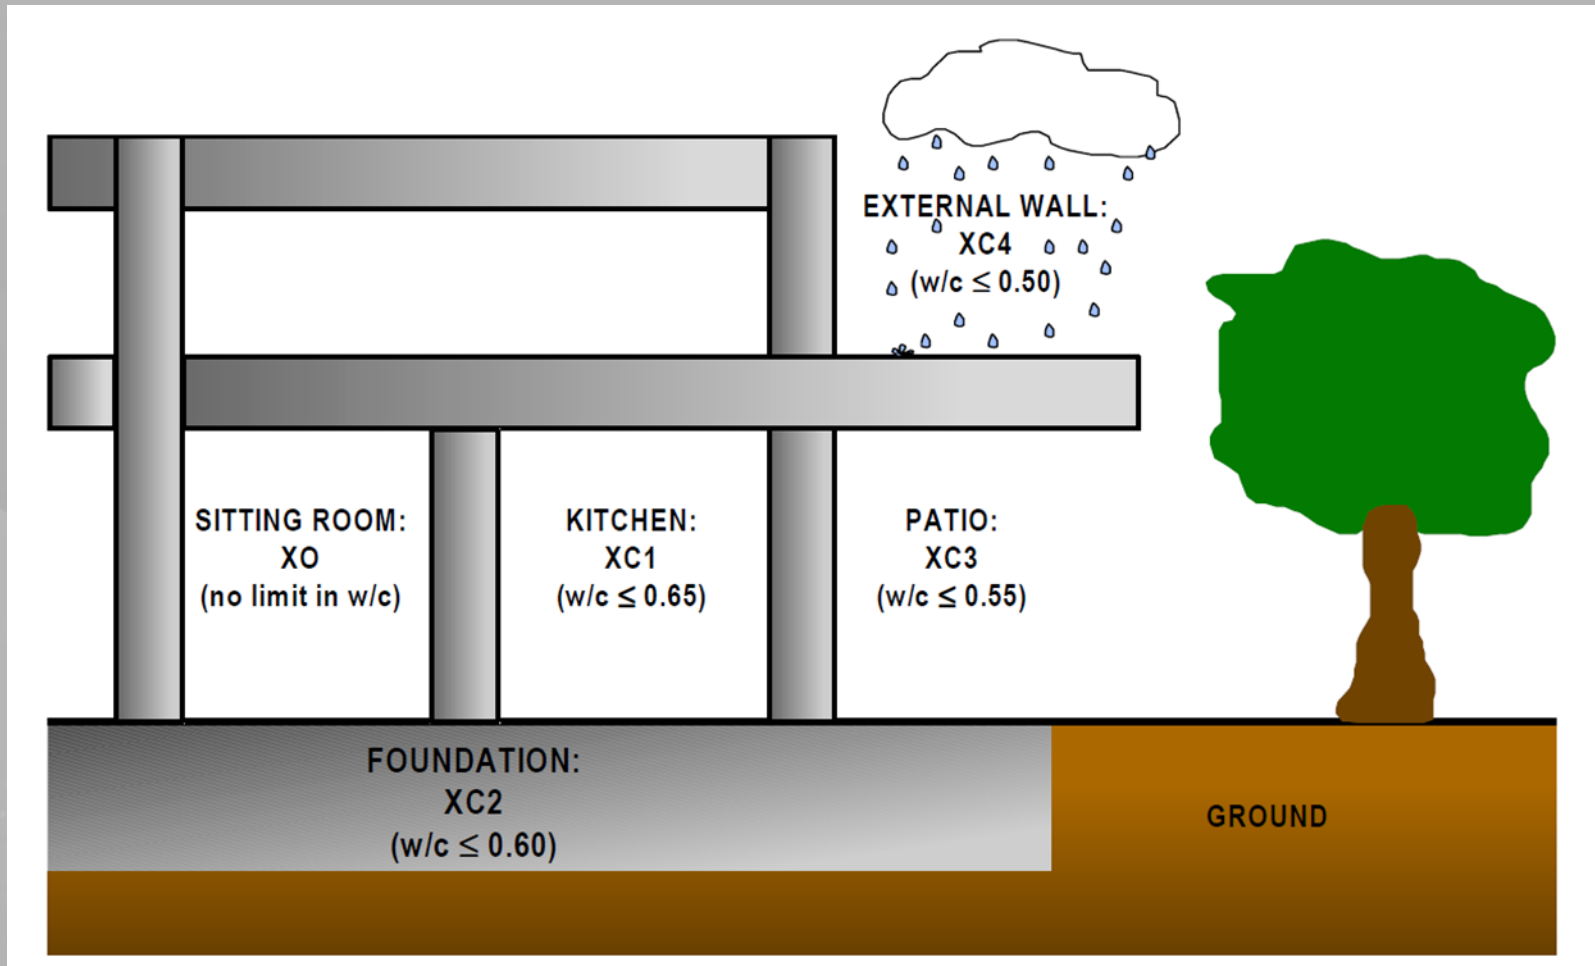 EXTERNAL WALL:
XC4
(w/c ≤ 0.50)
SITTING ROOM:
XO
(no limit in w/c)
KITCHEN:
XC1
(w/c ≤ 0.65)
PATIO:
XC3
(w/c ≤ 0.55)
FOUNDATION:
XC2
(w/c ≤ 0.60)
GROUND